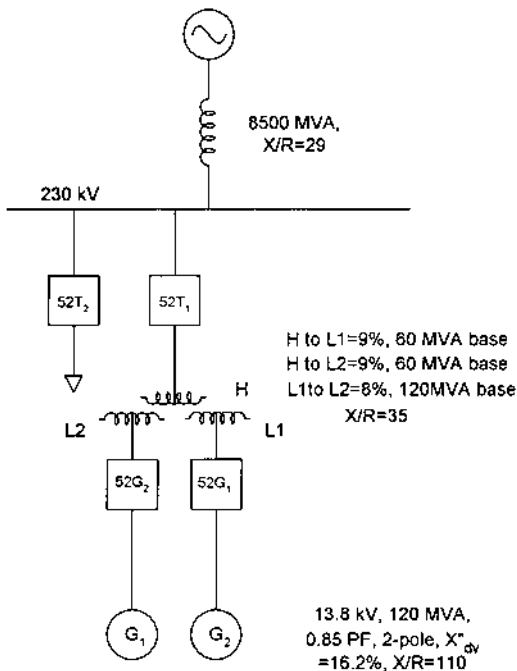 8500 MVA,
X/R=29
230 kV
52T₂
52T₁
H to L1=9%, 60 MVA base
H to L2=9%, 60 MVA base
L1to L2=8%, 120MVA base
X/R=35
H
L2
L1
52G₂
52G₁
G₁
G₂
13.8 kV, 120 MVA,
0.85 PF, 2-pole, X"dv
=16.2%, X/R=110